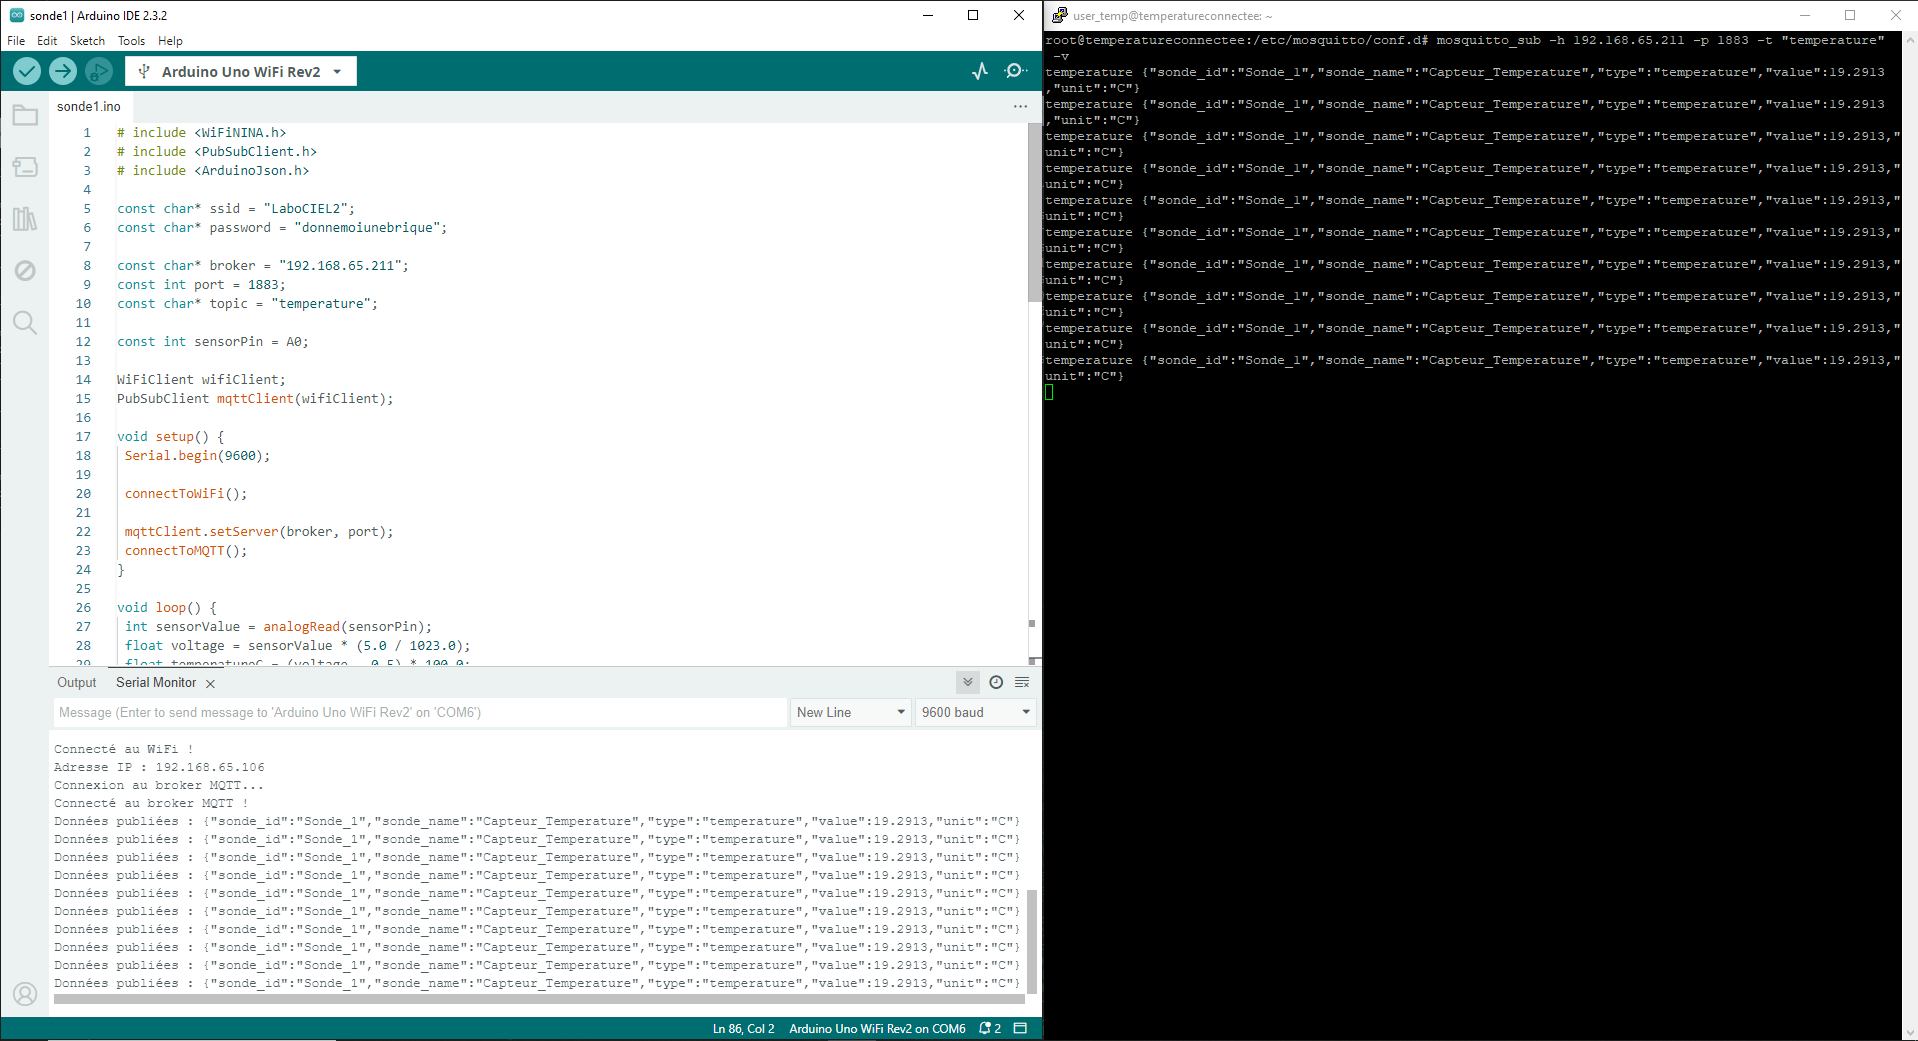 sonde1 | Arduino IDE 2.3.2
File Edit Sketch Tools Help
Arduino Uno WiFi Rev2
sonde1.ino
1 # include <WiFiNINA.h>
2 # include <PubSubClient.h>
3 # include <ArduinoJson.h>
4
5 const char* ssid = "LaboCIEL2";
6 const char* password = "donnemoiunebrique";
7
8 const char* broker = "192.168.65.211";
9 const int port = 1883;
10 const char* topic = "temperature";
11
12 const int sensorPin = A0;
13
14 WiFiClient wifiClient;
15 PubSubClient mqttClient(wifiClient);
16
17 void setup() {
18 Serial.begin(9600);
19
20 connectToWiFi();
21
22 mqttClient.setServer(broker, port);
23 connectToMQTT();
24 }
25
26 void loop() {
27 int sensorValue = analogRead(sensorPin);
28 float voltage = sensorValue * (5.0 / 1023.0);
29 float temperatureC = (voltage - 0.5) * 100.0;
Output Serial Monitor
Message (Enter to send message to 'Arduino Uno WiFi Rev2' on 'COM6')
New Line
9600 baud
Connecté au WiFi !
Adresse IP : 192.168.65.106
Connexion au broker MQTT...
Connecté au broker MQTT !
Données publiées : {"sonde_id":"Sonde_1","sonde_name":"Capteur_Temperature","type":"temperature","value":19.2913,"unit":"C"}
Données publiées : {"sonde_id":"Sonde_1","sonde_name":"Capteur_Temperature","type":"temperature","value":19.2913,"unit":"C"}
Données publiées : {"sonde_id":"Sonde_1","sonde_name":"Capteur_Temperature","type":"temperature","value":19.2913,"unit":"C"}
Données publiées : {"sonde_id":"Sonde_1","sonde_name":"Capteur_Temperature","type":"temperature","value":19.2913,"unit":"C"}
Données publiées : {"sonde_id":"Sonde_1","sonde_name":"Capteur_Temperature","type":"temperature","value":19.2913,"unit":"C"}
Données publiées : {"sonde_id":"Sonde_1","sonde_name":"Capteur_Temperature","type":"temperature","value":19.2913,"unit":"C"}
Données publiées : {"sonde_id":"Sonde_1","sonde_name":"Capteur_Temperature","type":"temperature","value":19.2913,"unit":"C"}
Données publiées : {"sonde_id":"Sonde_1","sonde_name":"Capteur_Temperature","type":"temperature","value":19.2913,"unit":"C"}
Données publiées : {"sonde_id":"Sonde_1","sonde_name":"Capteur_Temperature","type":"temperature","value":19.2913,"unit":"C"}
Données publiées : {"sonde_id":"Sonde_1","sonde_name":"Capteur_Temperature","type":"temperature","value":19.2913,"unit":"C"}
Ln 86, Col 2 Arduino Uno WiFi Rev2 on COM6 2
user_temp@temperatureconnectee: ~
root@temperatureconnectee:/etc/mosquitto/conf.d# mosquitto_sub -h 192.168.65.211 -p 1883 -t "temperature"
-v
temperature {"sonde_id":"Sonde_1","sonde_name":"Capteur_Temperature","type":"temperature","value":19.2913
,"unit":"C"}
temperature {"sonde_id":"Sonde_1","sonde_name":"Capteur_Temperature","type":"temperature","value":19.2913
,"unit":"C"}
temperature {"sonde_id":"Sonde_1","sonde_name":"Capteur_Temperature","type":"temperature","value":19.2913,"
unit":"C"}
temperature {"sonde_id":"Sonde_1","sonde_name":"Capteur_Temperature","type":"temperature","value":19.2913,"
unit":"C"}
temperature {"sonde_id":"Sonde_1","sonde_name":"Capteur_Temperature","type":"temperature","value":19.2913,"
unit":"C"}
temperature {"sonde_id":"Sonde_1","sonde_name":"Capteur_Temperature","type":"temperature","value":19.2913,"
unit":"C"}
temperature {"sonde_id":"Sonde_1","sonde_name":"Capteur_Temperature","type":"temperature","value":19.2913,"
unit":"C"}
temperature {"sonde_id":"Sonde_1","sonde_name":"Capteur_Temperature","type":"temperature","value":19.2913,"
unit":"C"}
temperature {"sonde_id":"Sonde_1","sonde_name":"Capteur_Temperature","type":"temperature","value":19.2913,"
unit":"C"}
temperature {"sonde_id":"Sonde_1","sonde_name":"Capteur_Temperature","type":"temperature","value":19.2913,"
unit":"C"}